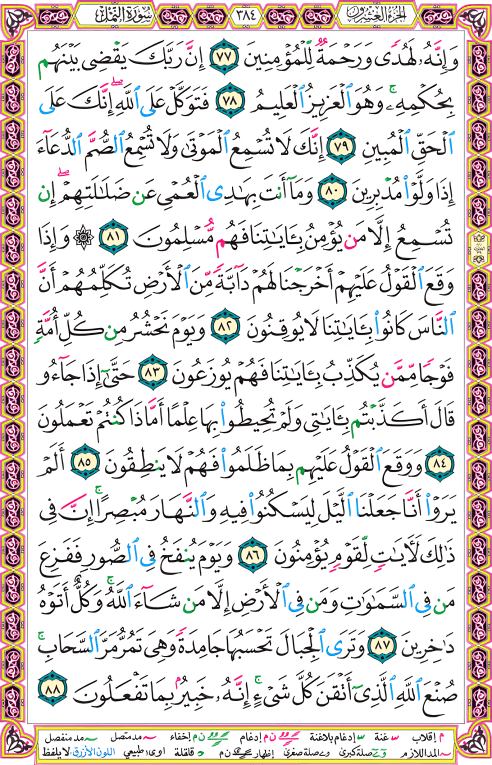 الجزء العشرون ٣٨٤ سورة النمل
وَإِنَّهُۥ لَهُدٗى وَرَحۡمَةٞ لِّلۡمُؤۡمِنِينَ ٧٧ إِنَّ رَبَّكَ يَقۡضِي بَيۡنَهُم
بِحُكۡمِهِۦۚ وَهُوَ ٱلۡعَزِيزُ ٱلۡعَلِيمُ ٧٨ فَتَوَكَّلۡ عَلَى ٱللَّهِۖ إِنَّكَ عَلَى
ٱلۡحَقِّ ٱلۡمُبِينِ ٧٩ إِنَّكَ لَا تُسۡمِعُ ٱلۡمَوۡتَىٰ وَلَا تُسۡمِعُ ٱلصُّمَّ ٱلدُّعَآءَ
إِذَا وَلَّوۡاْ مُدۡبِرِينَ ٨٠ وَمَآ أَنتَ بِهَٰدِي ٱلۡعُمۡيِ عَن ضَلَٰلَتِهِمۡۖ إِن
تُسۡمِعُ إِلَّا مَن يُؤۡمِنُ بِـَٔايَٰتِنَا فَهُم مُّسۡلِمُونَ ٨١ ۞ وَإِذَا
وَقَعَ ٱلۡقَوۡلُ عَلَيۡهِمۡ أَخۡرَجۡنَا لَهُمۡ دَآبَّةٗ مِّنَ ٱلۡأَرۡضِ تُكَلِّمُهُمۡ أَنَّ
ٱلنَّاسَ كَانُواْ بِـَٔايَٰتِنَا لَا يُوقِنُونَ ٨٢ وَيَوۡمَ نَحۡشُرُ مِن كُلِّ أُمَّةٖ
فَوۡجٗا مِّمَّن يُكَذِّبُ بِـَٔايَٰتِنَا فَهُمۡ يُوزَعُونَ ٨٣ حَتَّىٰٓ إِذَا جَآءُو
قَالَ أَكَذَّبۡتُم بِـَٔايَٰتِي وَلَمۡ تُحِيطُواْ بِهَا عِلۡمًا أَمَّاذَا كُنتُمۡ تَعۡمَلُونَ
٨٤ وَوَقَعَ ٱلۡقَوۡلُ عَلَيۡهِم بِمَا ظَلَمُواْ فَهُمۡ لَا يَنطِقُونَ ٨٥ أَلَمۡ
يَرَوۡاْ أَنَّا جَعَلۡنَا ٱلَّيۡلَ لِيَسۡكُنُواْ فِيهِ وَٱلنَّهَارَ مُبۡصِرًاۚ إِنَّ فِي
ذَٰلِكَ لَأٓيَٰتٖ لِّقَوۡمٖ يُؤۡمِنُونَ ٨٦ وَيَوۡمَ يُنفَخُ فِي ٱلصُّورِ فَفَزِعَ
مَن فِي ٱلسَّمَٰوَٰتِ وَمَن فِي ٱلۡأَرۡضِ إِلَّا مَن شَآءَ ٱللَّهُۚ وَكُلٌّ أَتَوۡهُ
دَٰخِرِينَ ٨٧ وَتَرَى ٱلۡجِبَالَ تَحۡسَبُهَا جَامِدَةٗ وَهِيَ تَمُرُّ مَرَّ ٱلسَّحَابِۚ
صُنۡعَ ٱللَّهِ ٱلَّذِيٓ أَتۡقَنَ كُلَّ شَيۡءٍۚ إِنَّهُۥ خَبِيرُۢ بِمَا تَفۡعَلُونَ ٨٨
م إقلاب غنة إدغام بلاغنة ن م إدغام ن م إخفاء مد متصل مد منفصل
المد اللازم صلة كبرى وصلة صغرى إظهار ن م قلقلة اوى طبيعي اللون الأزرق لا يلفظ